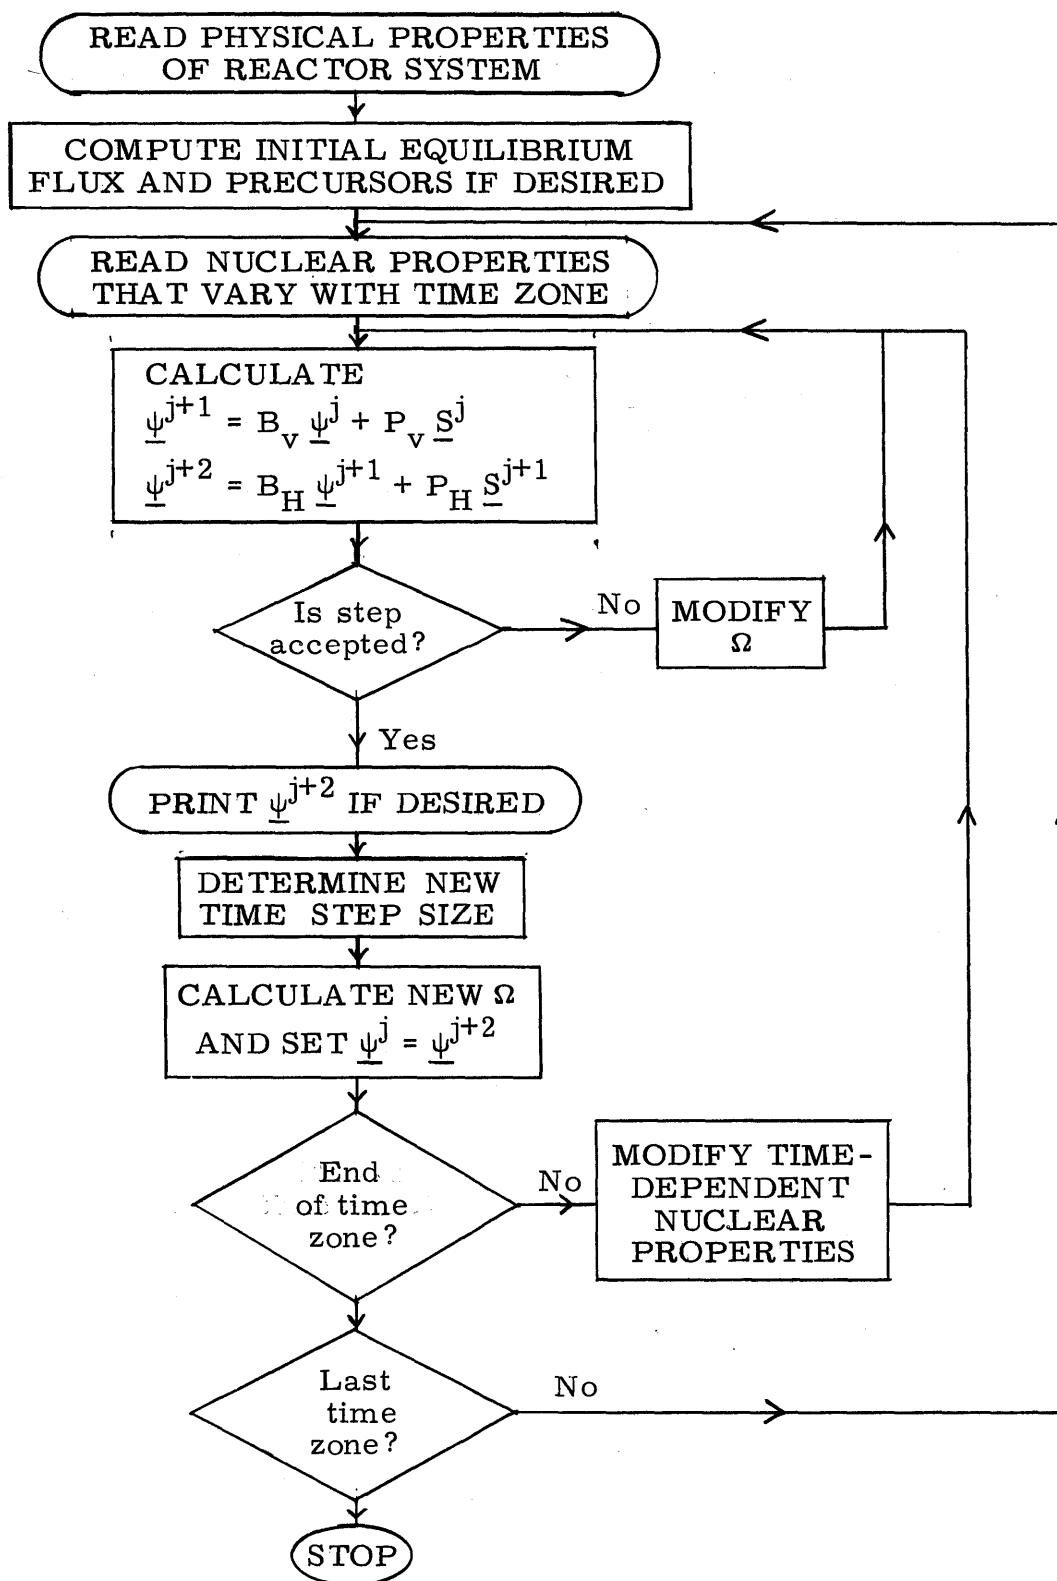 READ PHYSICAL PROPERTIES
OF REACTOR SYSTEM
COMPUTE INITIAL EQUILIBRIUM
FLUX AND PRECURSORS IF DESIRED
READ NUCLEAR PROPERTIES
THAT VARY WITH TIME ZONE
CALCULATE
ψ^{j+1} = B_v ψ^j + P_v S^j
ψ^{j+2} = B_H ψ^{j+1} + P_H S^{j+1}
Is step
accepted?
No
MODIFY
Ω
Yes
PRINT ψ^{j+2} IF DESIRED
DETERMINE NEW
TIME STEP SIZE
CALCULATE NEW Ω
AND SET ψ^j = ψ^{j+2}
End
of time
zone?
No
MODIFY TIME-
DEPENDENT
NUCLEAR
PROPERTIES
Last
time
zone?
No
STOP